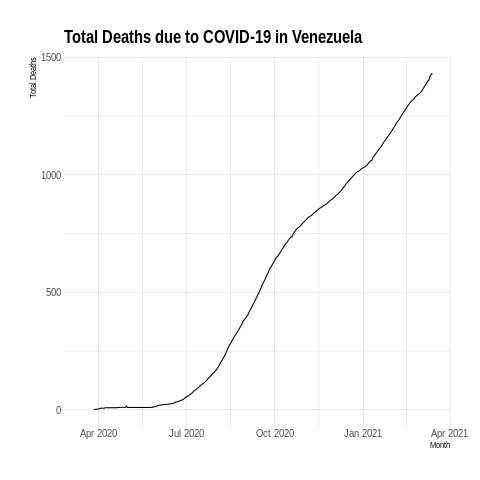 Total Deaths due to COVID-19 in Venezuela
Total Deaths
1500
1000
500
0
Apr 2020
Jul 2020
Oct 2020
Jan 2021
Apr 2021
Month